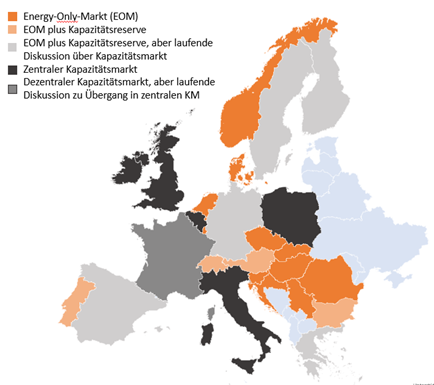 Energy-Only-Markt (EOM)
EOM plus Kapazitätsreserve
EOM plus Kapazitätsreserve, aber laufende
Diskussion über Kapazitätsmarkt
Zentraler Kapazitätsmarkt
Dezentraler Kapazitätsmarkt, aber laufende
Diskussion zu Übergang in zentralen KM